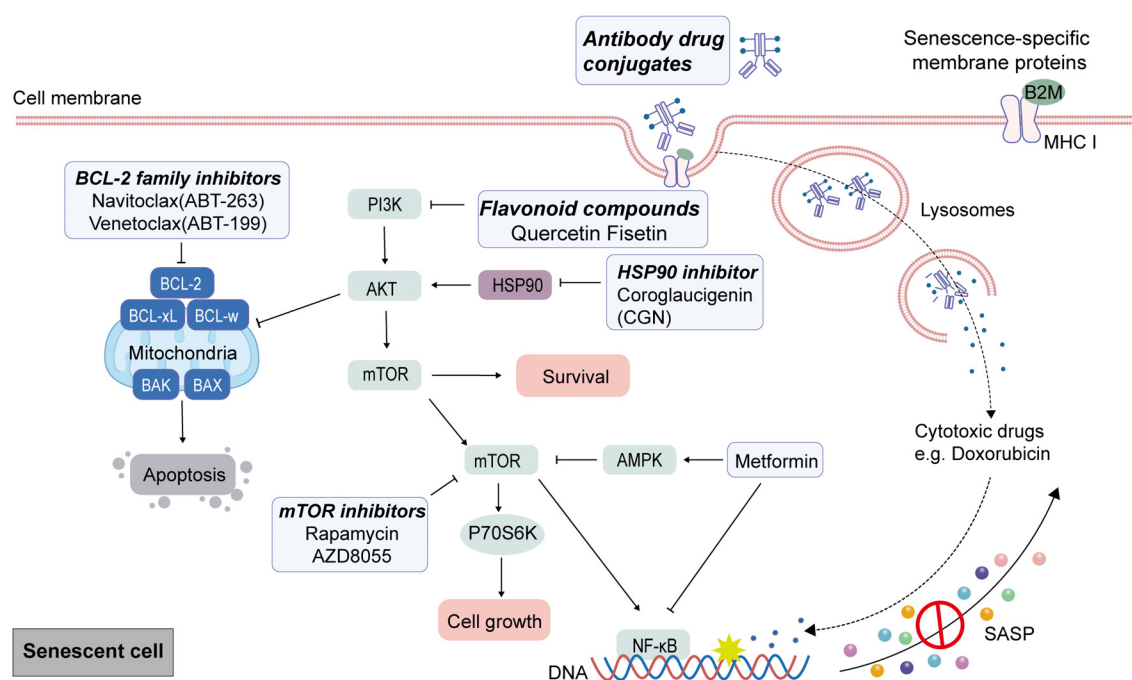 Antibody drug
conjugates
Senescence-specific
membrane proteins
B2M
MHC I
Cell membrane
BCL-2 family inhibitors
Navitoclax(ABT-263)
Venetoclax(ABT-199)
PI3K
Flavonoid compounds
Quercetin Fisetin
Lysosomes
BCL-2
BCL-xL
BCL-w
Mitochondria
BAK
BAX
Apoptosis
AKT
HSP90
HSP90 inhibitor
Coroglaucigenin
(CGN)
mTOR
Survival
mTOR
AMPK
Metformin
Cytotoxic drugs
e.g. Doxorubicin
mTOR inhibitors
Rapamycin
AZD8055
P70S6K
Cell growth
NF-κB
DNA
SASP
Senescent cell